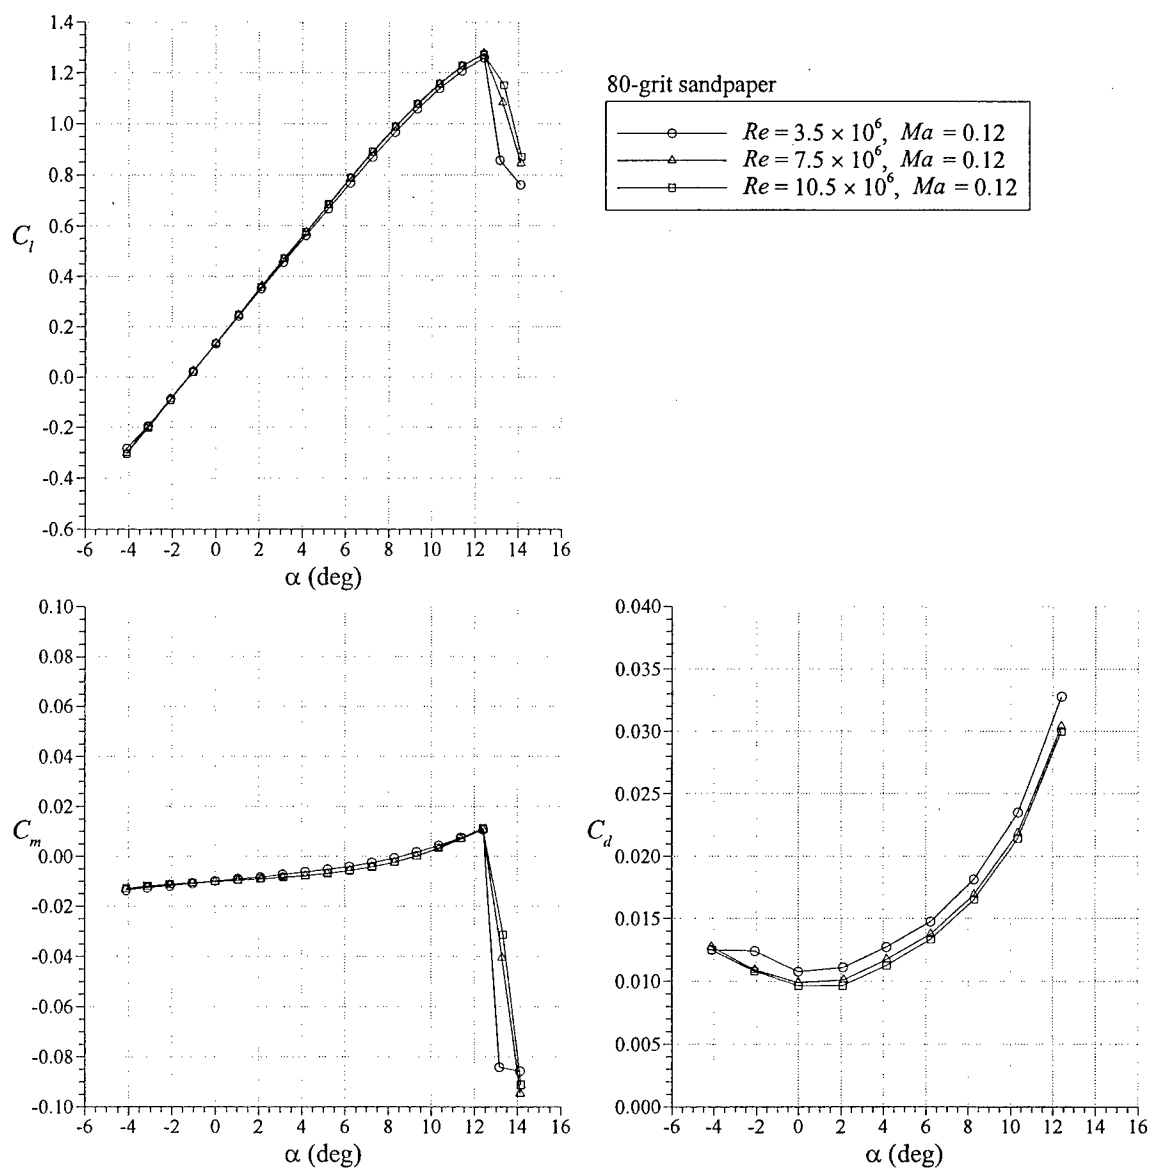 1.4
1.2
1.0
0.8
0.6
C_l
0.4
0.2
0.0
-0.2
-0.4
-0.6
-6 -4 -2 0 2 4 6 8 10 12 14 16
α (deg)
80-grit sandpaper
Re = 3.5 × 10^6, Ma = 0.12
Re = 7.5 × 10^6, Ma = 0.12
Re = 10.5 × 10^6, Ma = 0.12
0.10
0.08
0.06
0.04
0.02
C_m
0.00
-0.02
-0.04
-0.06
-0.08
-0.10
-6 -4 -2 0 2 4 6 8 10 12 14 16
α (deg)
0.040
0.035
0.030
0.025
C_d
0.020
0.015
0.010
0.005
0.000
-6 -4 -2 0 2 4 6 8 10 12 14 16
α (deg)